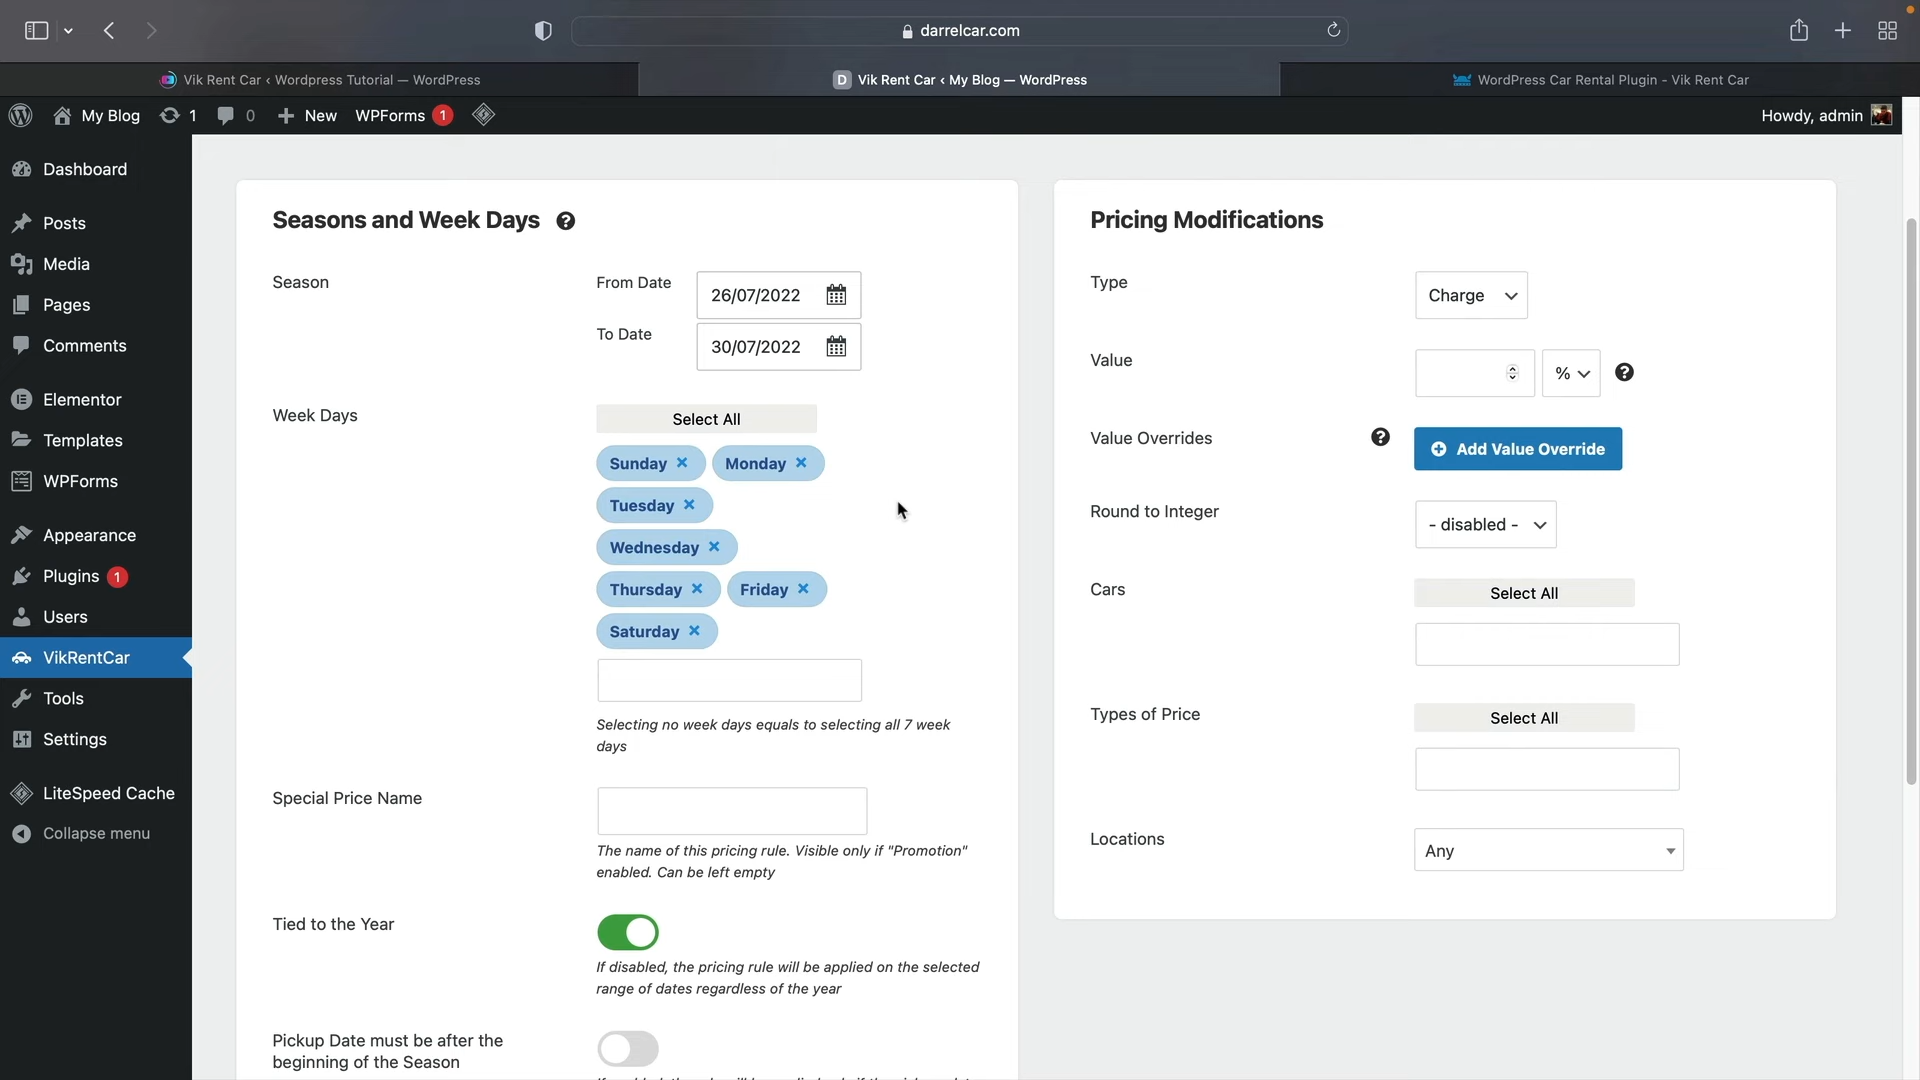 darrelcar.com
Vik Rent Car ‹ Wordpress Tutorial — WordPress
D
Vik Rent Car ‹ My Blog — WordPress
WordPress Car Rental Plugin - Vik Rent Car
My Blog
1
0
New
WPForms 1
Howdy, admin
Dashboard
Posts
Media
Pages
Comments
Elementor
Templates
WPForms
Appearance
Plugins 1
Users
VikRentCar
Tools
Settings
LiteSpeed Cache
Collapse menu
Seasons and Week Days ?
Season
From Date 26/07/2022
To Date 30/07/2022
Week Days
Select All
Sunday × Monday ×
Tuesday ×
Wednesday ×
Thursday × Friday ×
Saturday ×
Selecting no week days equals to selecting all 7 week
days
Special Price Name
The name of this pricing rule. Visible only if "Promotion"
enabled. Can be left empty
Tied to the Year
If disabled, the pricing rule will be applied on the selected
range of dates regardless of the year
Pickup Date must be after the
beginning of the Season
Pricing Modifications
Type
Charge
Value
% ?
Value Overrides ?
Add Value Override
Round to Integer
- disabled -
Cars
Select All
Types of Price
Select All
Locations
Any